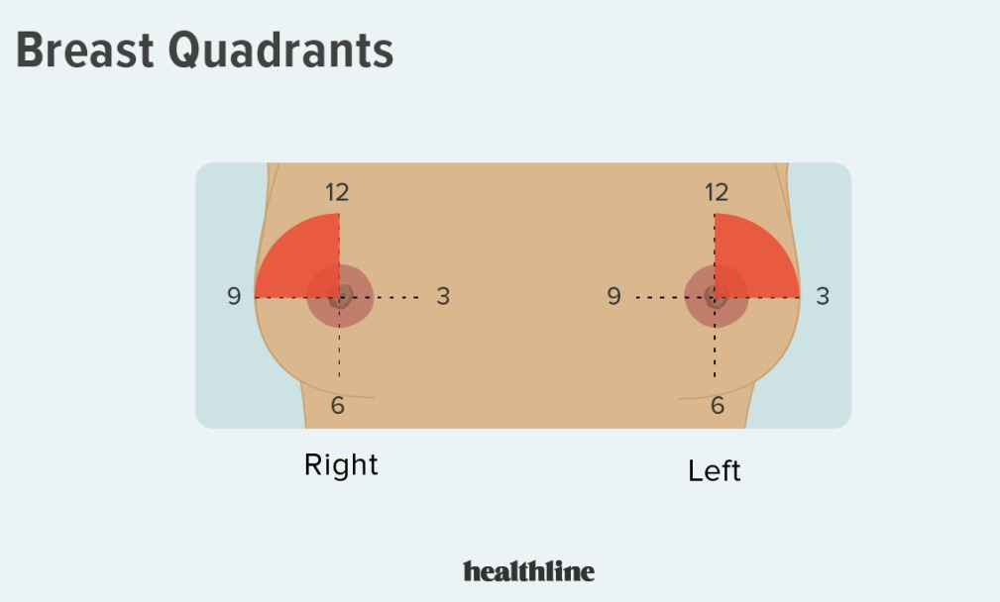 Breast Quadrants
12 12
9 3 9 3
6 6
Right Left
healthline